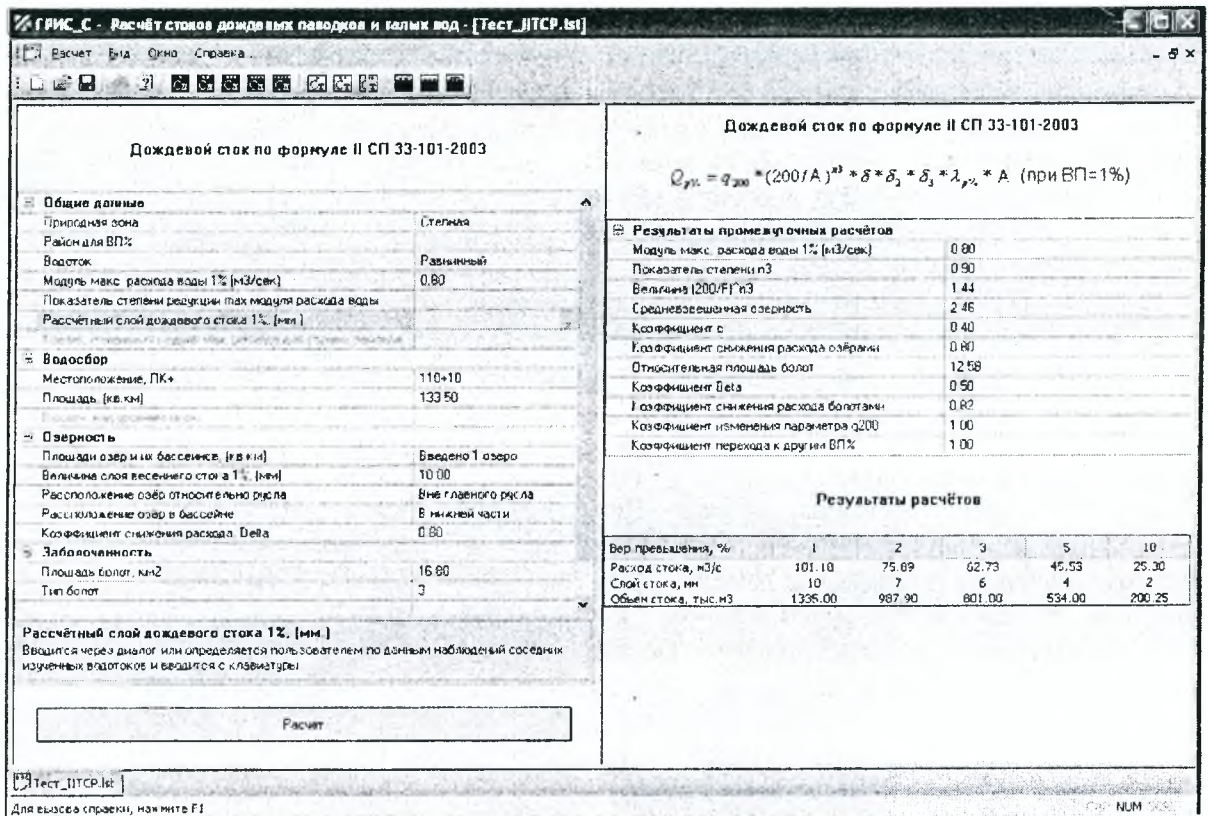 ГРИС_С - Расчёт стоков дождевых паводков и талых вод - [Тест_ЛТСР.lst]
Расчет Вид Окно Справка
Дождевой сток по формуле II СП 33-101-2003
Общие данные
Природная зона Степная
Район для ВП%
Водоток Равнинный
Модуль макс. расхода воды 1% (м3/сек) 0.80
Показатель степени редукции max модуля расхода воды
Рассчётный слой дождевого стока 1%, (мм.)
Водосбор
Местоположение, ПК+ 110+10
Площадь, (кв.км) 133.50
Озерность
Площади озер и их бассейнов, (кв.км) Введено 1 озеро
Величина слоя весеннего стока 1%, (мм) 10.00
Расположение озёр относительно русла Вне главного русла
Расположение озер в бассейне В нижней части
Коэффициент снижения расхода, Delta 0.80
Заболоченность
Площадь болот, км2 16.80
Тип болот 3
Рассчётный слой дождевого стока 1%, (мм.)
Вводится через диалог или определяется пользователем по данным наблюдений соседних
изученных водотоков и вводится с клавиатуры
Расчет
Дождевой сток по формуле II СП 33-101-2003
Q_p% = q_200 * (200/A)^n3 * δ * δ_2 * δ_3 * λ_p% * A (при ВП=1%)
Результаты промежуточных расчётов
Модуль макс. расхода воды 1% (м3/сек) 0.80
Показатель степени n3 0.90
Величина (200/F)^n3 1.44
Средневзвешенная озерность 2.46
Коэффициент с 0.40
Коэффициент снижения расхода озёрами 0.80
Относительная площадь болот 12.58
Коэффициент Beta 0.50
Коэффициент снижения расхода болотами 0.82
Коэффициент изменения параметра q200 1.00
Коэффициент перехода к другим ВП% 1.00
Результаты расчётов
Вер.превышения, % 1 2 3 5 10
Расход стока, м3/с 101.10 75.89 62.73 45.53 25.30
Слой стока, мм 10 7 6 4 2
Объем стока, тыс.м3 1335.00 987.90 801.00 534.00 200.25
Для вызова справки, нажмите F1
NUM